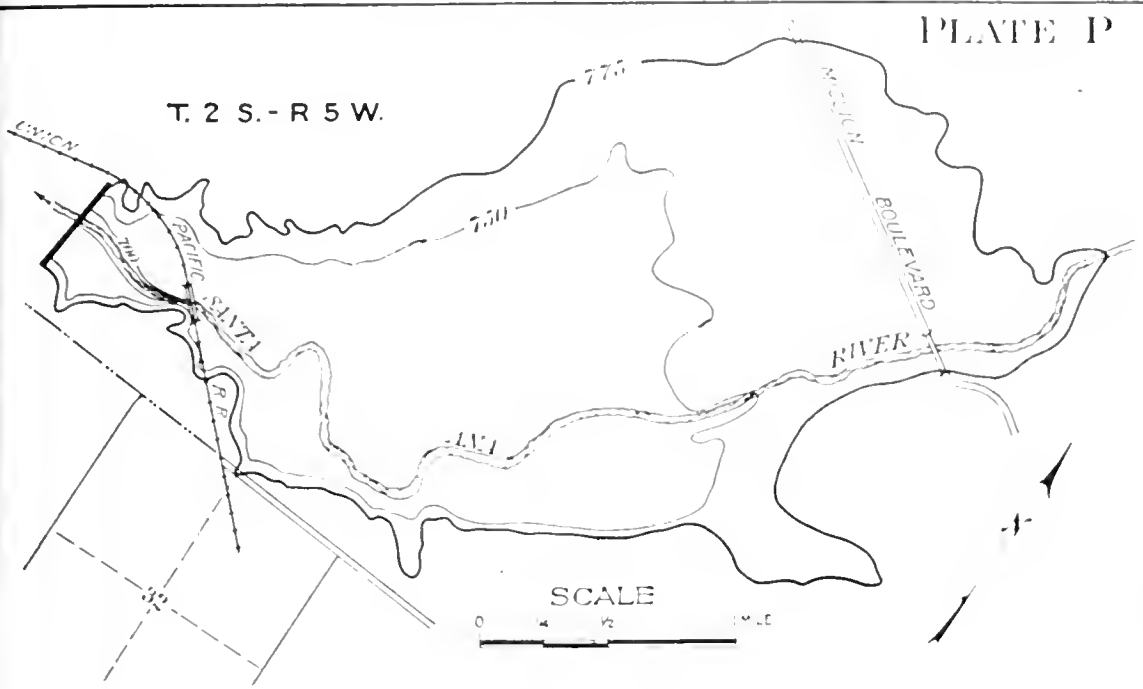 PLATE P
T. 2 S. - R 5 W.
775
750
UNION
PACIFIC
R R
SANTA
ANA
RIVER
MISSION
BOULEVARD
32
SCALE
0 ¼ ½ 1 MILE